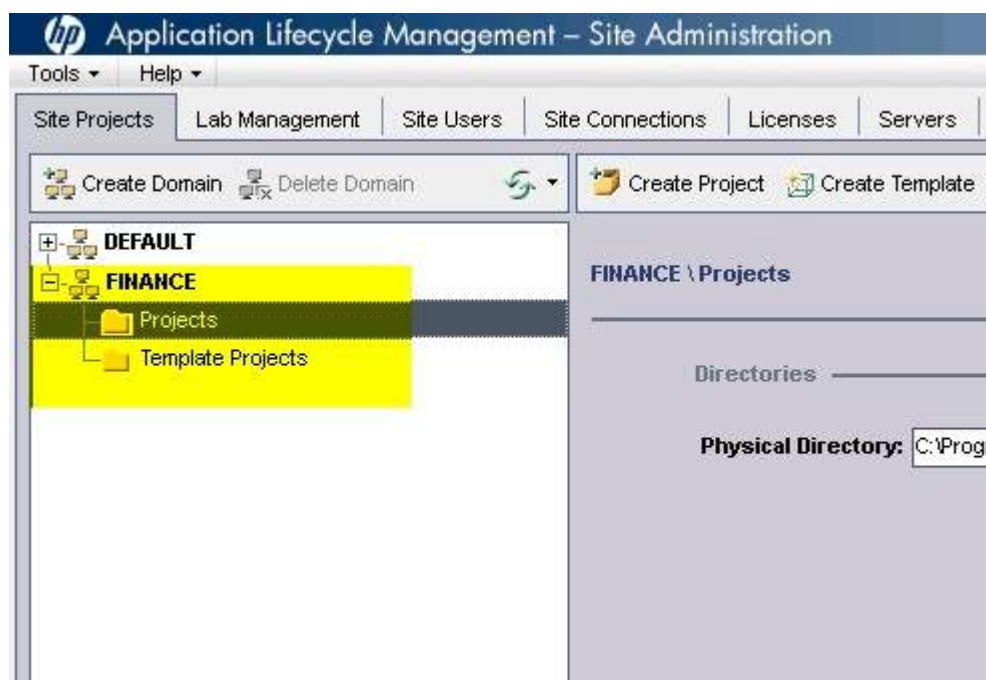 hp Application Lifecycle Management – Site Administration
Tools Help
Site Projects Lab Management Site Users Site Connections Licenses Servers
Create Domain Delete Domain Create Project Create Template
DEFAULT
FINANCE
Projects
Template Projects
FINANCE \ Projects
Directories
Physical Directory: C:\Prog